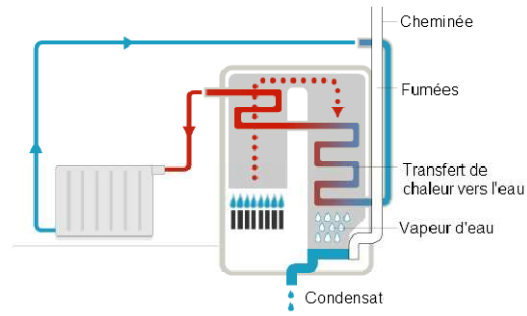 Cheminée
Fumées
Transfert de
chaleur vers l'eau
Vapeur d'eau
Condensat